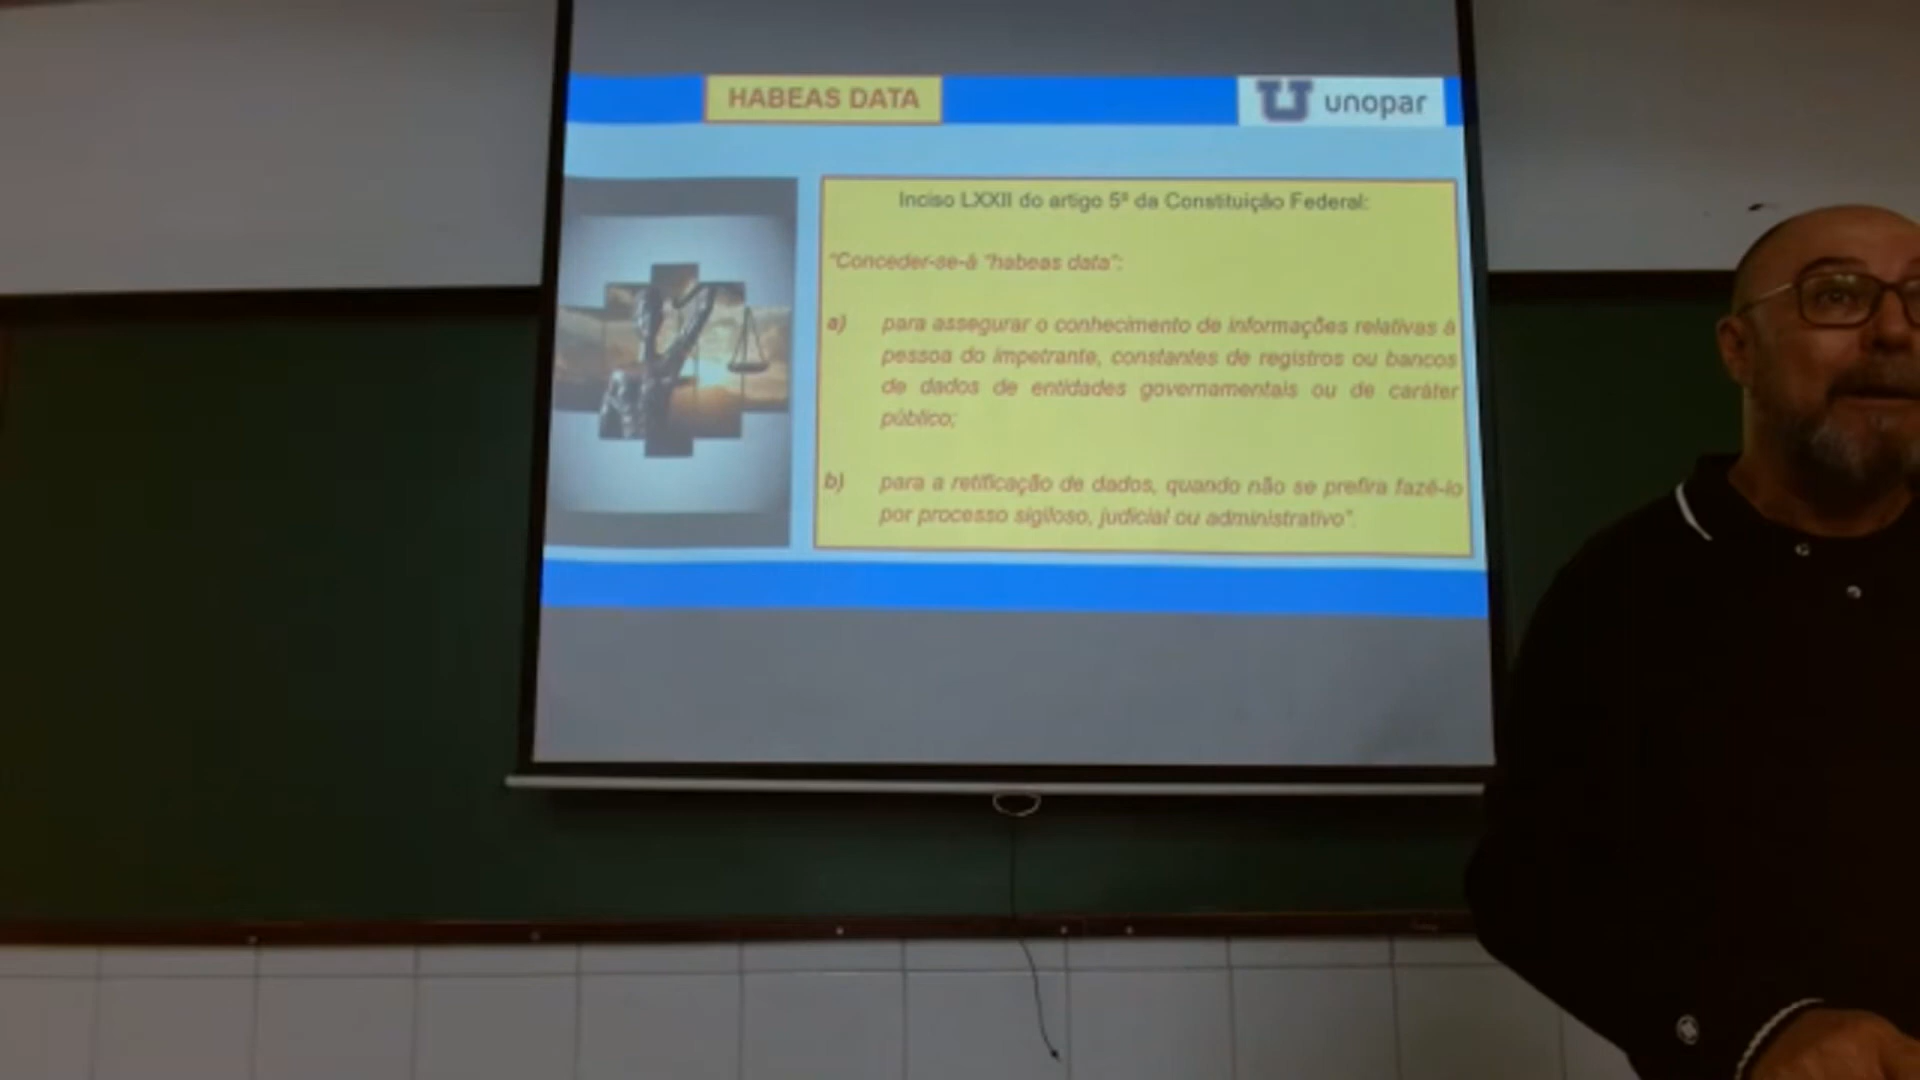 HABEAS DATA
unopar
Inciso LXXII do artigo 5º da Constituição Federal:
"Conceder-se-á "habeas data":
a) para assegurar o conhecimento de informações relativas à
pessoa do impetrante, constantes de registros ou bancos
de dados de entidades governamentais ou de caráter
público;
b) para a retificação de dados, quando não se prefira fazê-lo
por processo sigiloso, judicial ou administrativo".